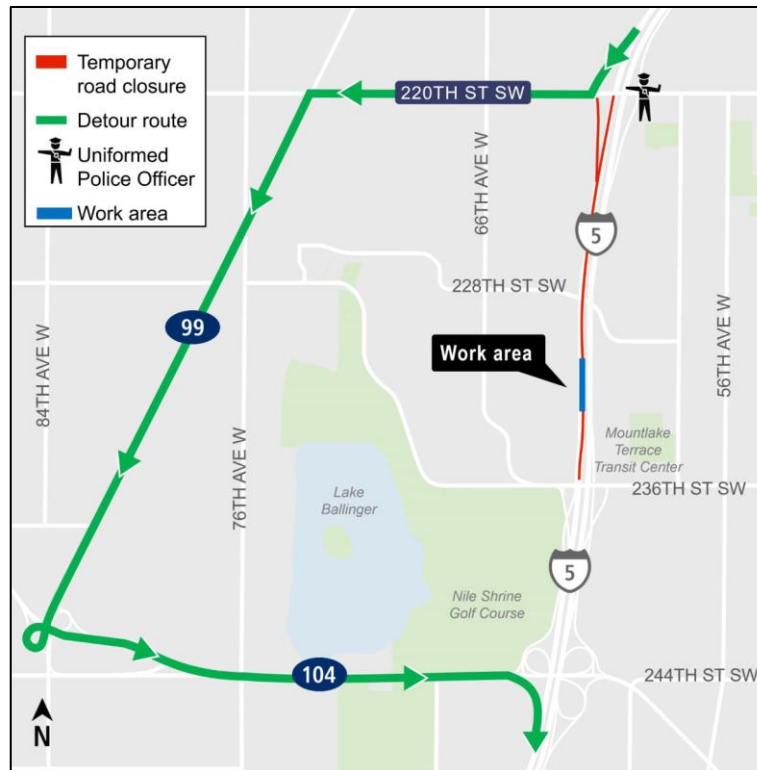 Temporary
road closure
Detour route
Uniformed
Police Officer
Work area
220TH ST SW
66TH AVE W
5
228TH ST SW
99
84TH AVE W
76TH AVE W
56TH AVE W
Work area
Mountlake
Terrace
Transit Center
236TH ST SW
Lake
Ballinger
5
Nile Shrine
Golf Course
104
244TH ST SW
N